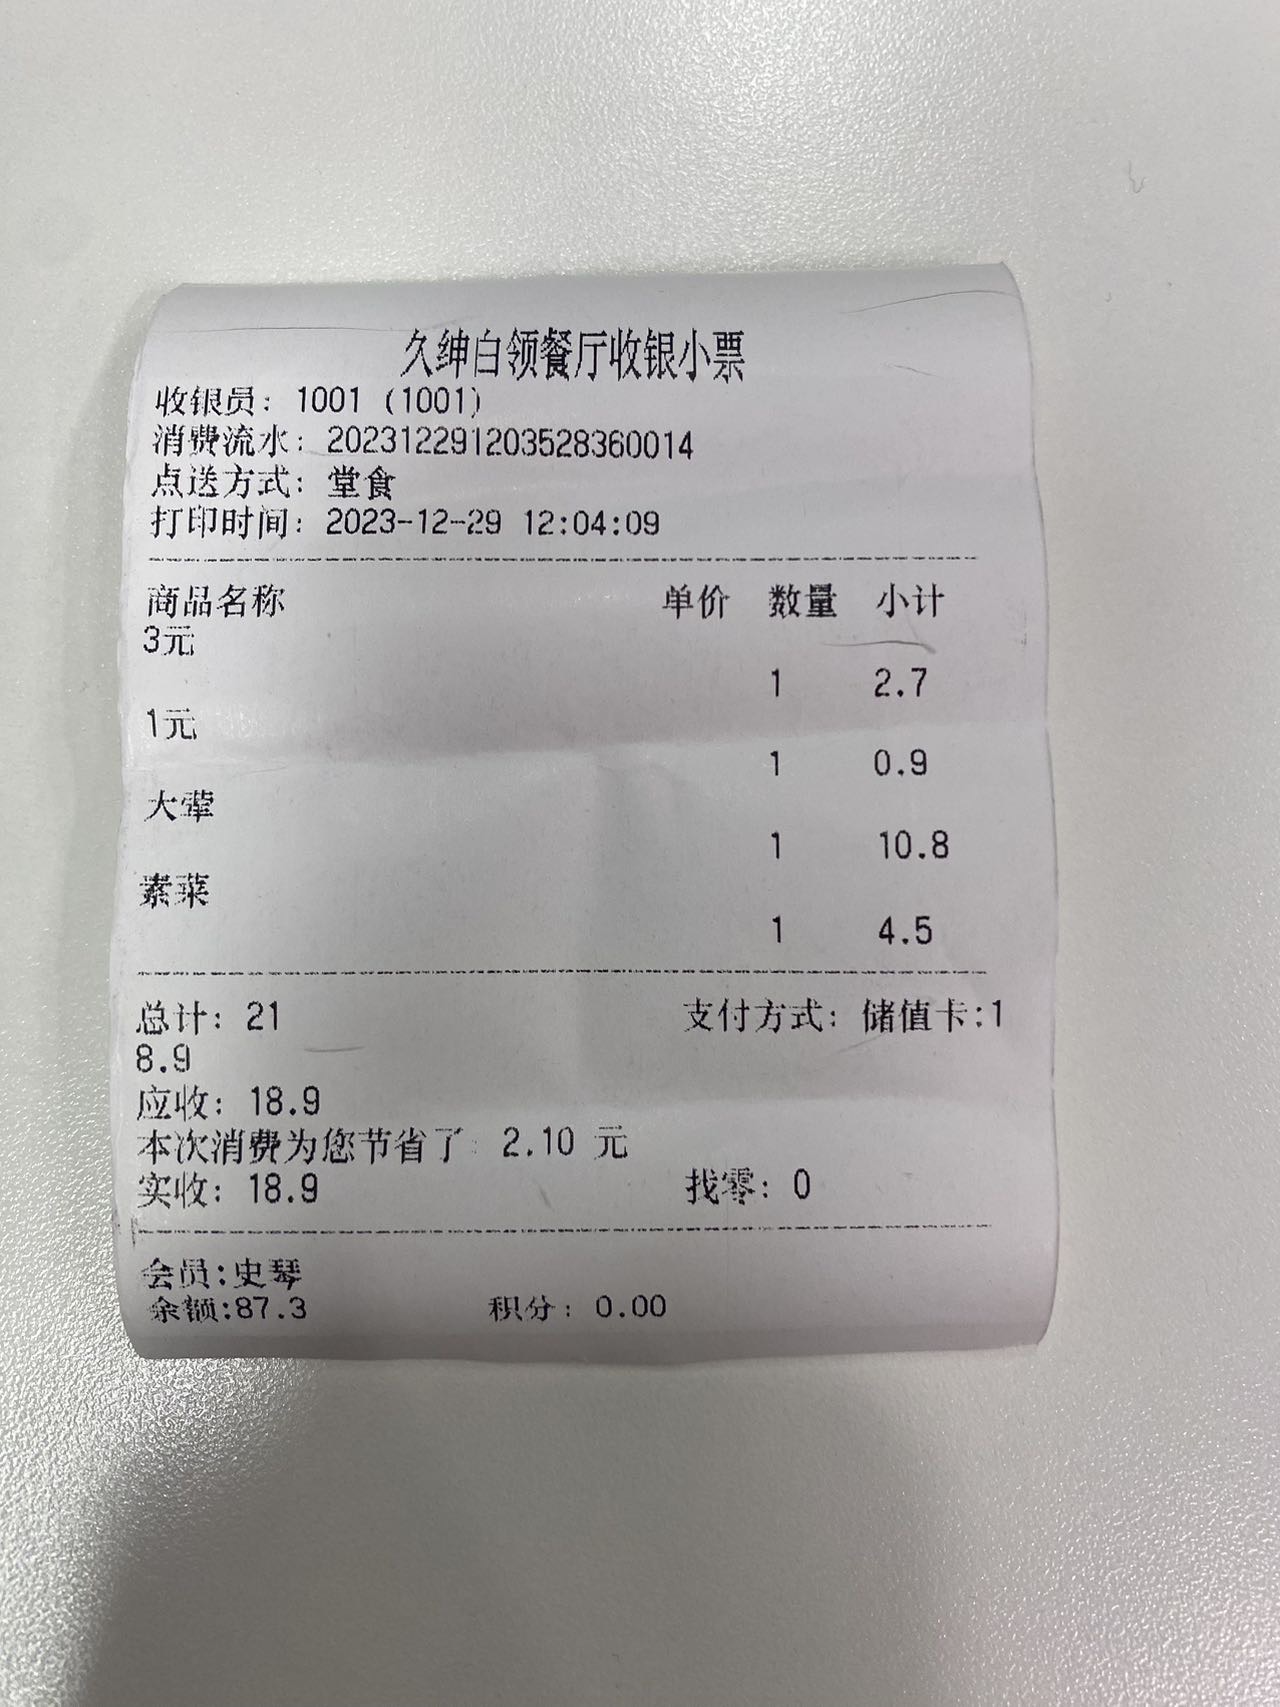 久绅白领餐厅收银小票
收银员: 1001 (1001)
消费流水: 202312291203528360014
点送方式: 堂食
打印时间: 2023-12-29 12:04:09
商品名称 单价 数量 小计
3元
1 2.7
1元
1 0.9
大荤
1 10.8
素菜
1 4.5
总计: 21 支付方式: 储值卡:1
8.9
应收: 18.9
本次消费为您节省了: 2.10 元
实收: 18.9 找零: 0
会员:史琴
余额:87.3 积分: 0.00